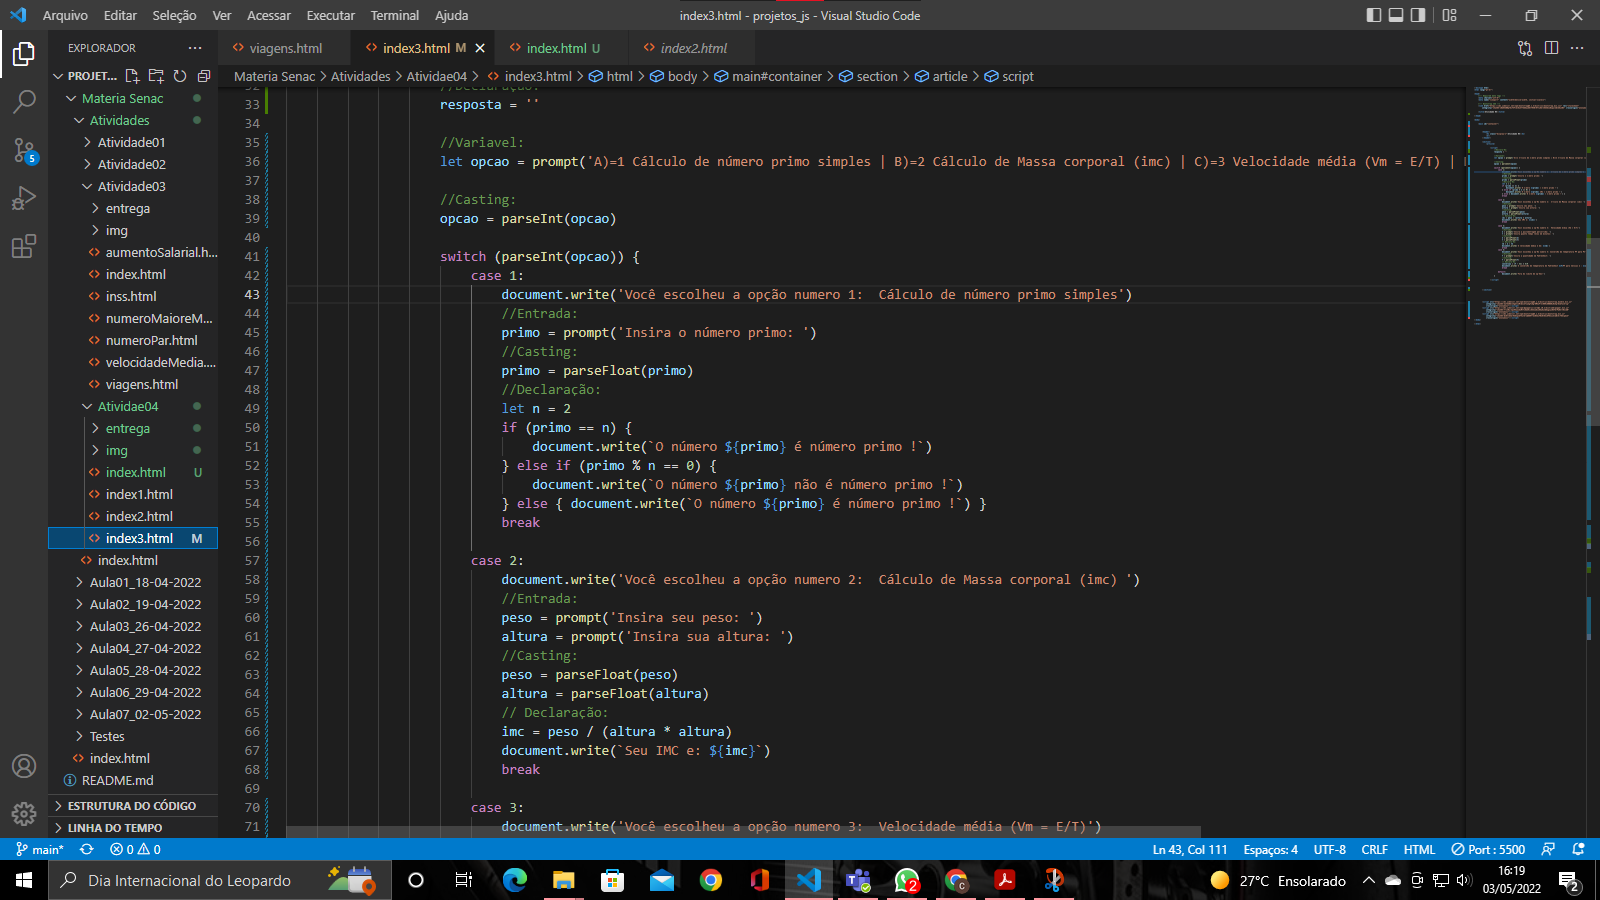 Arquivo Editar Seleção Ver Acessar Executar Terminal Ajuda
index3.html - projetos_js - Visual Studio Code
EXPLORADOR
viagens.html
index3.html M
index.html U
index2.html
PROJET...
Materia Senac > Atividades > Ativídae04 > index3.html > html > body > main#container > section > article > script
Materia Senac
Atividades
Atividade01
Atividade02
Atividade03
entrega
img
aumentoSalarial.h...
index.html
inss.html
numeroMaioreM...
numeroPar.html
velocidadeMedia....
viagens.html
Atividae04
entrega
img
index.html U
index1.html
index2.html
index3.html M
index.html
Aula01_18-04-2022
Aula02_19-04-2022
Aula03_26-04-2022
Aula04_27-04-2022
Aula05_28-04-2022
Aula06_29-04-2022
Aula07_02-05-2022
Testes
index.html
README.md
ESTRUTURA DO CÓDIGO
LINHA DO TEMPO
32 //Declaração:
33 resposta = ''
34
35 //Variavel:
36 let opcao = prompt('A)=1 Cálculo de número primo simples | B)=2 Cálculo de Massa corporal (imc) | C)=3 Velocidade média (Vm = E/T) |
37
38 //Casting:
39 opcao = parseInt(opcao)
40
41 switch (parseInt(opcao)) {
42 case 1:
43 document.write('Você escolheu a opção numero 1:  Cálculo de número primo simples')
44 //Entrada:
45 primo = prompt('Insira o número primo: ')
46 //Casting:
47 primo = parseFloat(primo)
48 //Declaração:
49 let n = 2
50 if (primo == n) {
51 document.write(`O número ${primo} é número primo !`)
52 } else if (primo % n == 0) {
53 document.write(`O número ${primo} não é número primo !`)
54 } else { document.write(`O número ${primo} é número primo !`) }
55 break
56
57 case 2:
58 document.write('Você escolheu a opção numero 2:  Cálculo de Massa corporal (imc) ')
59 //Entrada:
60 peso = prompt('Insira seu peso: ')
61 altura = prompt('Insira sua altura: ')
62 //Casting:
63 peso = parseFloat(peso)
64 altura = parseFloat(altura)
65 // Declaração:
66 imc = peso / (altura * altura)
67 document.write(`Seu IMC e: ${imc}`)
68 break
69
70 case 3:
71 document.write('Você escolheu a opção numero 3:  Velocidade média (Vm = E/T)')
5
main* 0 0
Ln 43, Col 111 Espaços: 4 UTF-8 CRLF HTML Port : 5500
Dia Internacional do Leopardo
2
C
27°C Ensolarado
16:19
03/05/2022
2